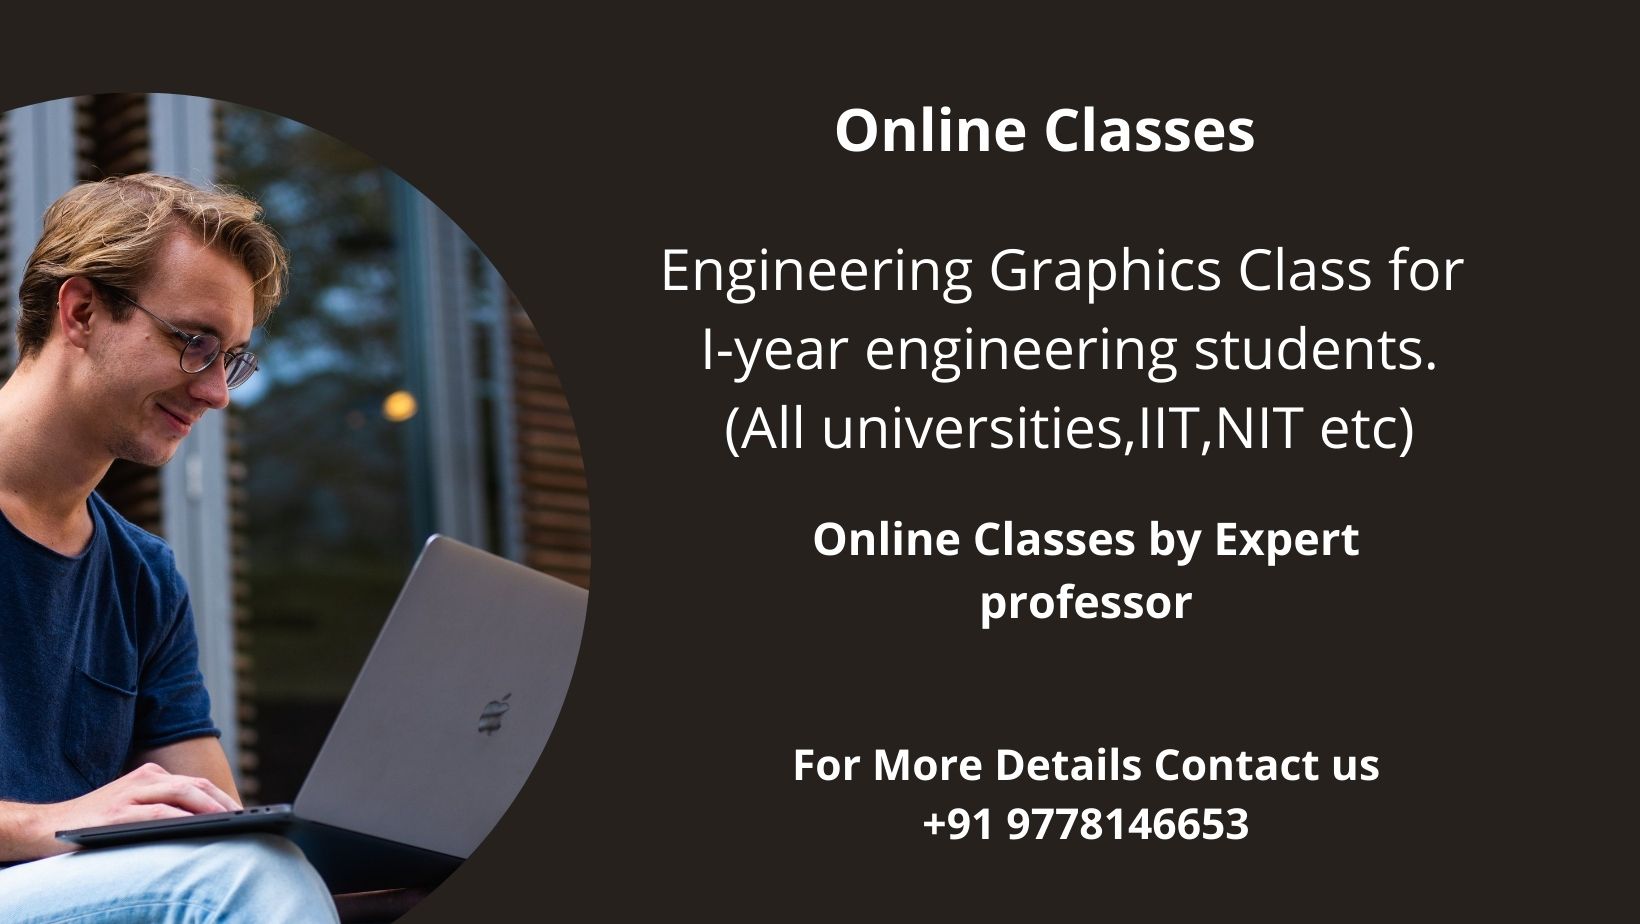 Online Classes
Engineering Graphics Class for
I-year engineering students.
(All universities,IIT,NIT etc)
Online Classes by Expert
professor
For More Details Contact us
+91 9778146653